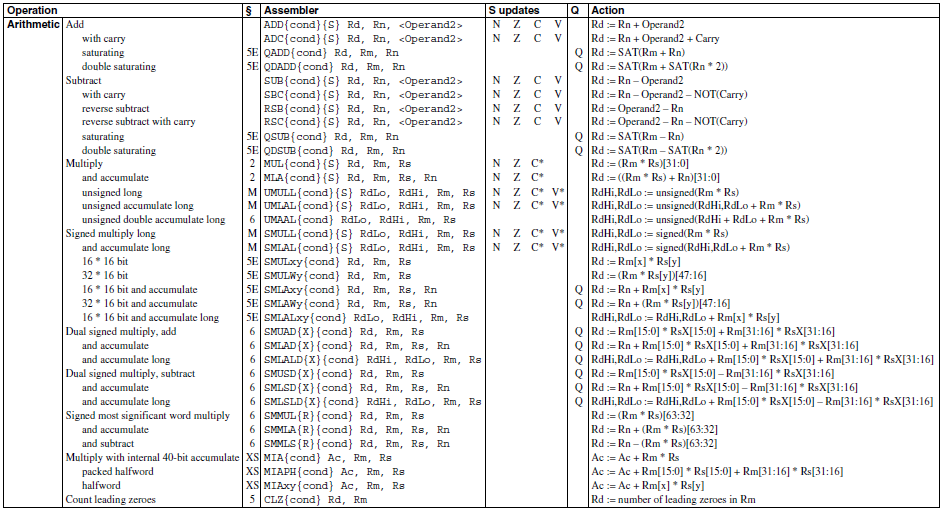 Operation § Assembler S updates Q Action
Arithmetic Add ADD{cond}{S} Rd, Rn, <Operand2> N Z C V Rd := Rn + Operand2
with carry ADC{cond}{S} Rd, Rn, <Operand2> N Z C V Rd := Rn + Operand2 + Carry
saturating 5E QADD{cond} Rd, Rm, Rn Q Rd := SAT(Rm + Rn)
double saturating 5E QDADD{cond} Rd, Rm, Rn Q Rd := SAT(Rm + SAT(Rn * 2))
Subtract SUB{cond}{S} Rd, Rn, <Operand2> N Z C V Rd := Rn – Operand2
with carry SBC{cond}{S} Rd, Rn, <Operand2> N Z C V Rd := Rn – Operand2 – NOT(Carry)
reverse subtract RSB{cond}{S} Rd, Rn, <Operand2> N Z C V Rd := Operand2 – Rn
reverse subtract with carry RSC{cond}{S} Rd, Rn, <Operand2> N Z C V Rd := Operand2 – Rn – NOT(Carry)
saturating 5E QSUB{cond} Rd, Rm, Rn Q Rd := SAT(Rm – Rn)
double saturating 5E QDSUB{cond} Rd, Rm, Rn Q Rd := SAT(Rm – SAT(Rn * 2))
Multiply 2 MUL{cond}{S} Rd, Rm, Rs N Z C* Rd := (Rm * Rs)[31:0]
and accumulate 2 MLA{cond}{S} Rd, Rm, Rs, Rn N Z C* Rd := ((Rm * Rs) + Rn)[31:0]
unsigned long M UMULL{cond}{S} RdLo, RdHi, Rm, Rs N Z C* V* RdHi,RdLo := unsigned(Rm * Rs)
unsigned accumulate long M UMLAL{cond}{S} RdLo, RdHi, Rm, Rs N Z C* V* RdHi,RdLo := unsigned(RdHi,RdLo + Rm * Rs)
unsigned double accumulate long 6 UMAAL{cond} RdLo, RdHi, Rm, Rs RdHi,RdLo := unsigned(RdHi + RdLo + Rm * Rs)
Signed multiply long M SMULL{cond}{S} RdLo, RdHi, Rm, Rs N Z C* V* RdHi,RdLo := signed(Rm * Rs)
and accumulate long M SMLAL{cond}{S} RdLo, RdHi, Rm, Rs N Z C* V* RdHi,RdLo := signed(RdHi,RdLo + Rm * Rs)
16 * 16 bit 5E SMULxy{cond} Rd, Rm, Rs Rd := Rm[x] * Rs[y]
32 * 16 bit 5E SMULWy{cond} Rd, Rm, Rs Rd := (Rm * Rs[y])[47:16]
16 * 16 bit and accumulate 5E SMLAxy{cond} Rd, Rm, Rs, Rn Q Rd := Rn + Rm[x] * Rs[y]
32 * 16 bit and accumulate 5E SMLAWy{cond} Rd, Rm, Rs, Rn Q Rd := Rn + (Rm * Rs[y])[47:16]
16 * 16 bit and accumulate long 5E SMLALxy{cond} RdLo, RdHi, Rm, Rs RdHi,RdLo := RdHi,RdLo + Rm[x] * Rs[y]
Dual signed multiply, add 6 SMUAD{X}{cond} Rd, Rm, Rs Q Rd := Rm[15:0] * RsX[15:0] + Rm[31:16] * RsX[31:16]
and accumulate 6 SMLAD{X}{cond} Rd, Rm, Rs, Rn Q Rd := Rn + Rm[15:0] * RsX[15:0] + Rm[31:16] * RsX[31:16]
and accumulate long 6 SMLALD{X}{cond} RdHi, RdLo, Rm, Rs Q RdHi,RdLo := RdHi,RdLo + Rm[15:0] * RsX[15:0] + Rm[31:16] * RsX[31:16]
Dual signed multiply, subtract 6 SMUSD{X}{cond} Rd, Rm, Rs Q Rd := Rm[15:0] * RsX[15:0] – Rm[31:16] * RsX[31:16]
and accumulate 6 SMLSD{X}{cond} Rd, Rm, Rs, Rn Q Rd := Rn + Rm[15:0] * RsX[15:0] – Rm[31:16] * RsX[31:16]
and accumulate long 6 SMLSLD{X}{cond} RdHi, RdLo, Rm, Rs Q RdHi,RdLo := RdHi,RdLo + Rm[15:0] * RsX[15:0] – Rm[31:16] * RsX[31:16]
Signed most significant word multiply 6 SMMUL{R}{cond} Rd, Rm, Rs Rd := (Rm * Rs)[63:32]
and accumulate 6 SMMLA{R}{cond} Rd, Rm, Rs, Rn Rd := Rn + (Rm * Rs)[63:32]
and subtract 6 SMMLS{R}{cond} Rd, Rm, Rs, Rn Rd := Rn – (Rm * Rs)[63:32]
Multiply with internal 40-bit accumulate XS MIA{cond} Ac, Rm, Rs Ac := Ac + Rm * Rs
packed halfword XS MIAPH{cond} Ac, Rm, Rs Ac := Ac + Rm[15:0] * Rs[15:0] + Rm[31:16] * Rs[31:16]
halfword XS MIAxy{cond} Ac, Rm, Rs Ac := Ac + Rm[x] * Rs[y]
Count leading zeroes 5 CLZ{cond} Rd, Rm Rd := number of leading zeroes in Rm